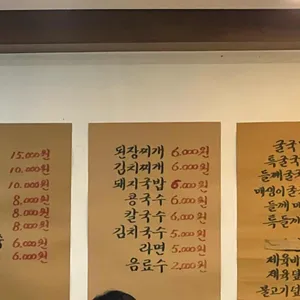 15.000원
10.000원
10.000원
8.000원
8.000원
8.000원
6.000원
6.000원
된장찌개 6.000원
김치찌개 6.000원
돼지국밥 6.000원
콩국수 6.000원
칼국수 6.000원
김치국수 5.000원
라면 5.000원
음료수 2.000원
굴국
특굴국
들깨굴국
매생이굴
들깨
특들깨
제육
제육
불고기